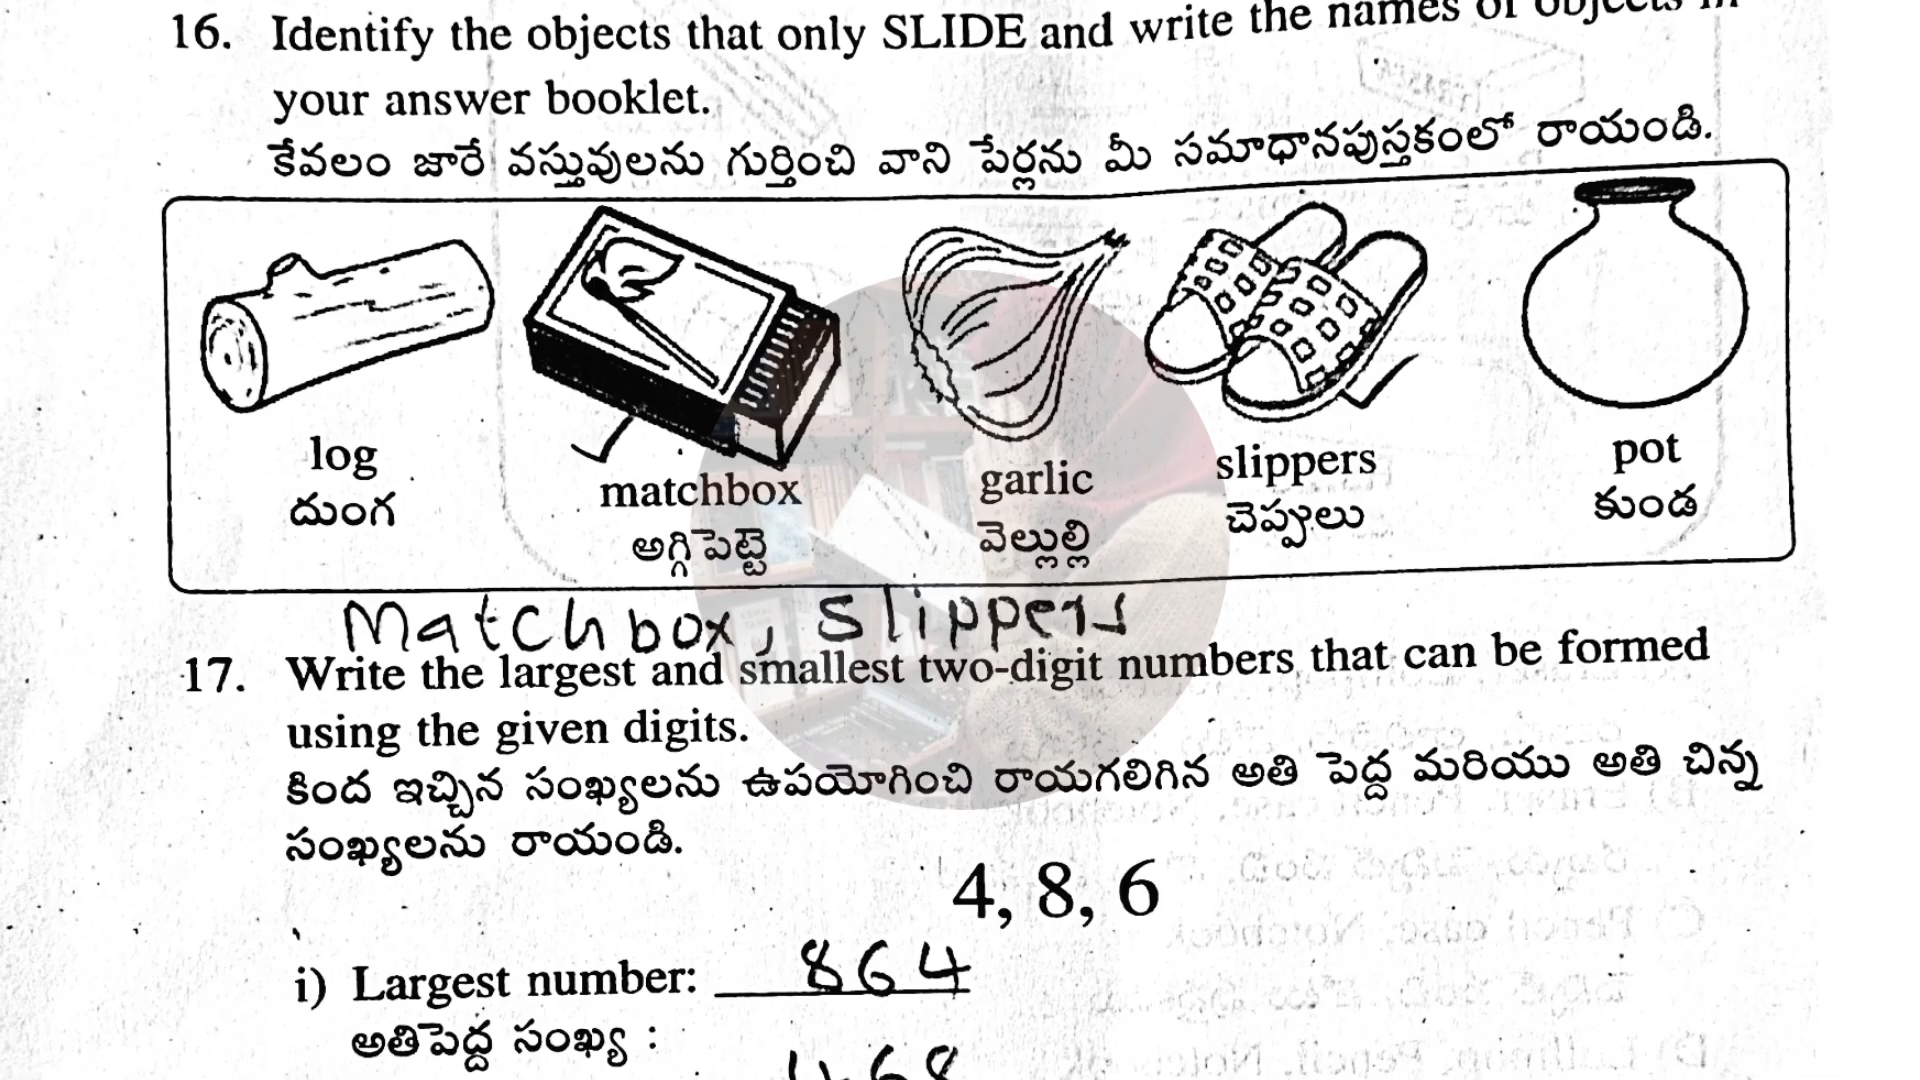 16. Identify the objects that only SLIDE and write the names of objects in
your answer booklet.
కేవలం జారే వస్తువులను గుర్తించి వాని పేర్లను మీ సమాధానపుస్తకంలో రాయండి.
log
దుంగ
matchbox
అగ్గిపెట్టె
garlic
వెల్లుల్లి
slippers
చెప్పులు
pot
కుండ
Matchbox, slippers
17. Write the largest and smallest two-digit numbers that can be formed
using the given digits.
కింద ఇచ్చిన సంఖ్యలను ఉపయోగించి రాయగలిగిన అతి పెద్ద మరియు అతి చిన్న
సంఖ్యలను రాయండి.
4, 8, 6
i) Largest number: 864
అతిపెద్ద సంఖ్య :
468